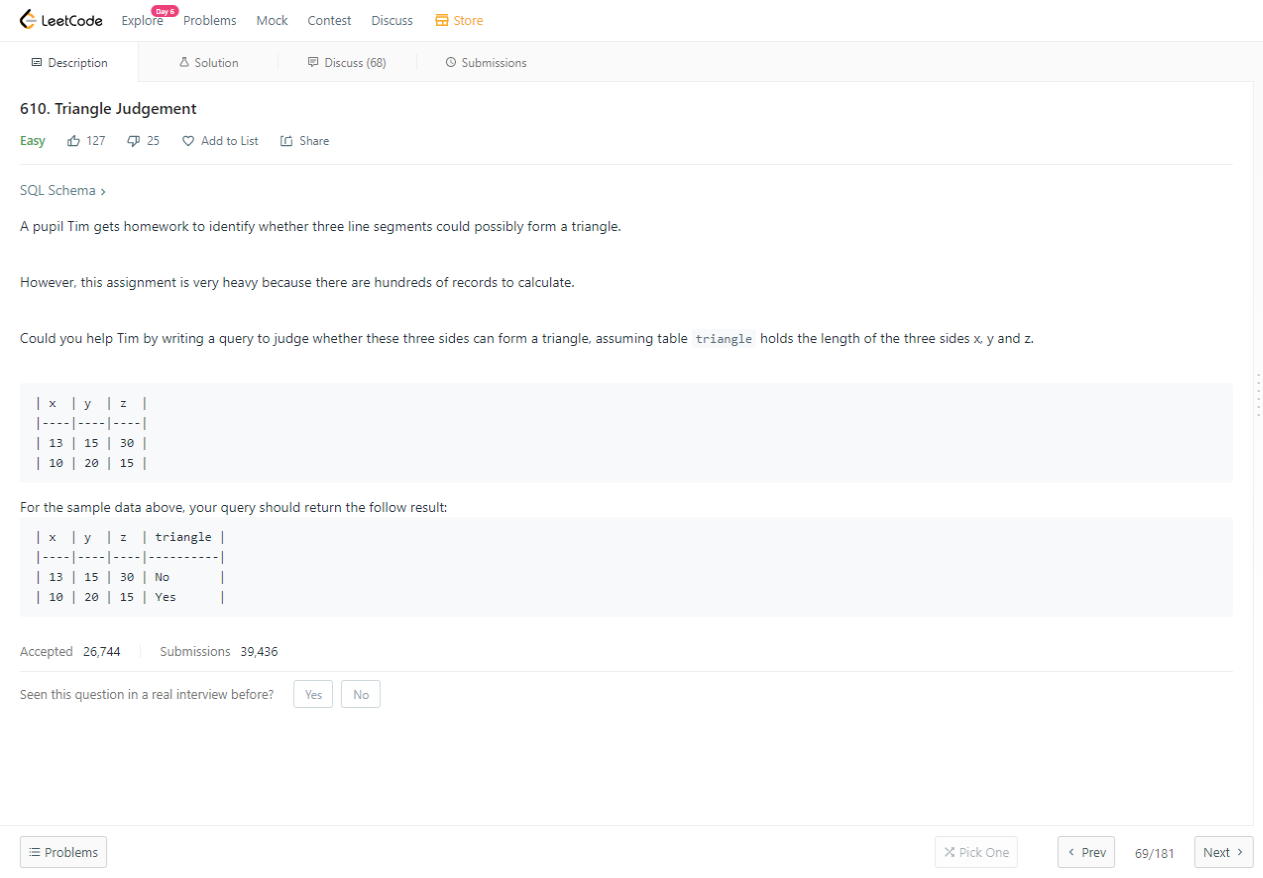 LeetCode Explore Day 6 Problems Mock Contest Discuss Store
Description Solution Discuss (68) Submissions
610. Triangle Judgement
Easy 127 25 Add to List Share
SQL Schema >
A pupil Tim gets homework to identify whether three line segments could possibly form a triangle.
However, this assignment is very heavy because there are hundreds of records to calculate.
Could you help Tim by writing a query to judge whether these three sides can form a triangle, assuming table triangle holds the length of the three sides x, y and z.
| x  | y  | z  |
|----|----|----|
| 13 | 15 | 30 |
| 10 | 20 | 15 |
For the sample data above, your query should return the follow result:
| x  | y  | z  | triangle |
|----|----|----|----------|
| 13 | 15 | 30 | No       |
| 10 | 20 | 15 | Yes      |
Accepted 26,744 Submissions 39,436
Seen this question in a real interview before? Yes No
Problems Pick One < Prev 69/181 Next >